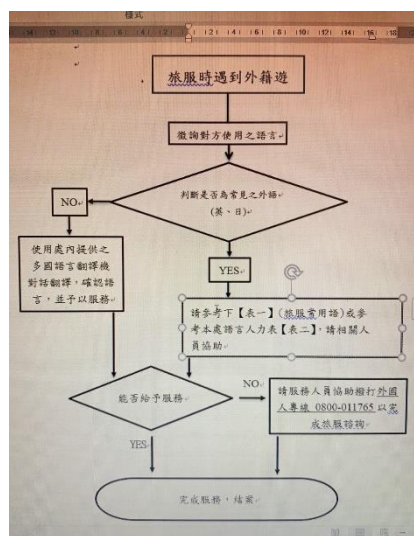 樣式
旅服時遇到外籍遊
徵詢對方使用之語言
判斷是否為常見之外語
(英、日)
NO
使用處內提供之
多國語言翻譯機
對話翻譯，確認語
言，並予以服務
YES
請參考下【表一】(旅服常用語)或參
考本處語言人力表【表二】，請相關人
員協助
能否給予服務
NO
請服務人員協助撥打外國
人專線 0800-011765 以完
成旅服諮詢
YES
完成服務，結案